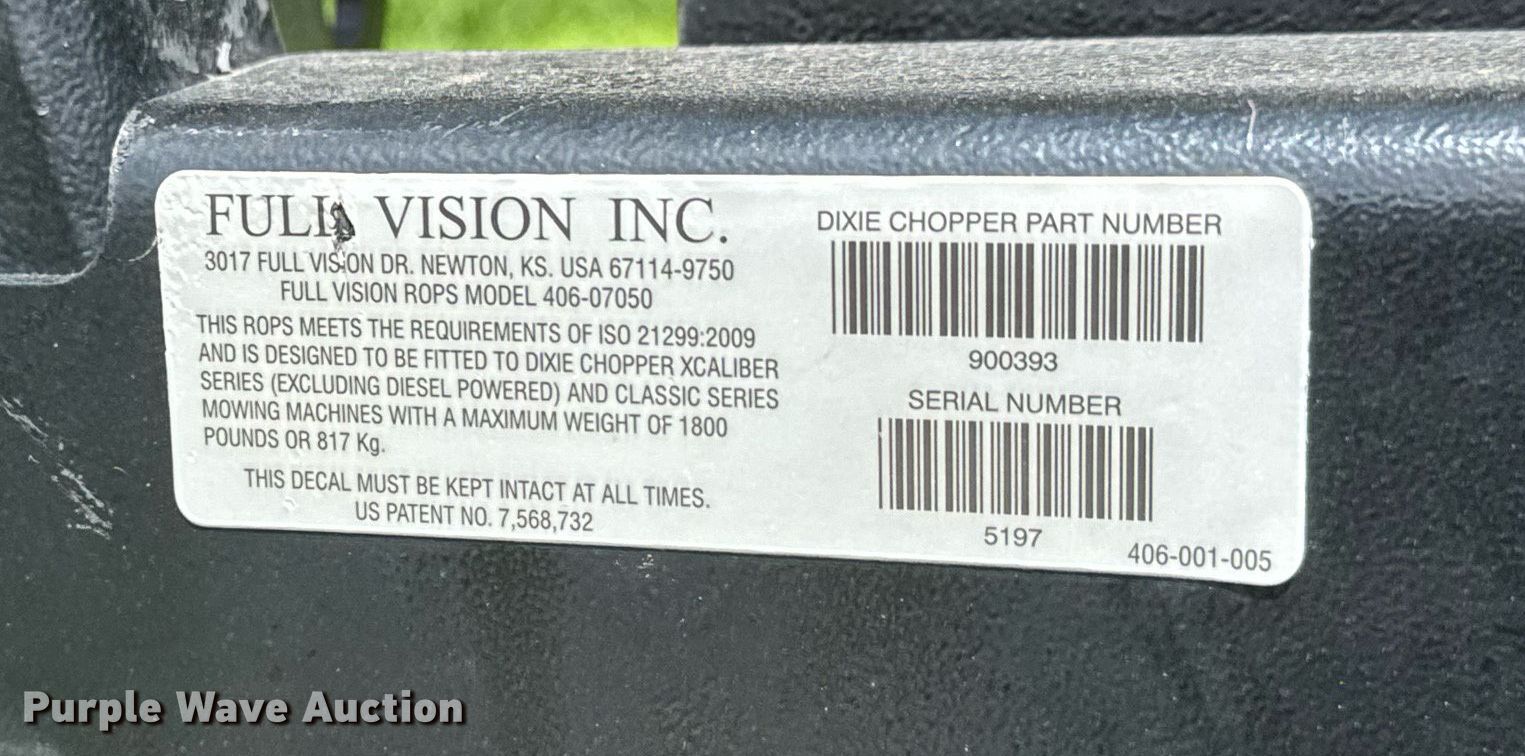 FULL VISION INC.
3017 FULL VISION DR. NEWTON, KS. USA 67114-9750
FULL VISION ROPS MODEL 406-07050
THIS ROPS MEETS THE REQUIREMENTS OF ISO 21299:2009
AND IS DESIGNED TO BE FITTED TO DIXIE CHOPPER XCALIBER
SERIES (EXCLUDING DIESEL POWERED) AND CLASSIC SERIES
MOWING MACHINES WITH A MAXIMUM WEIGHT OF 1800
POUNDS OR 817 Kg.
THIS DECAL MUST BE KEPT INTACT AT ALL TIMES.
US PATENT NO. 7,568,732
DIXIE CHOPPER PART NUMBER
900393
SERIAL NUMBER
5197
406-001-005
Purple Wave Auction